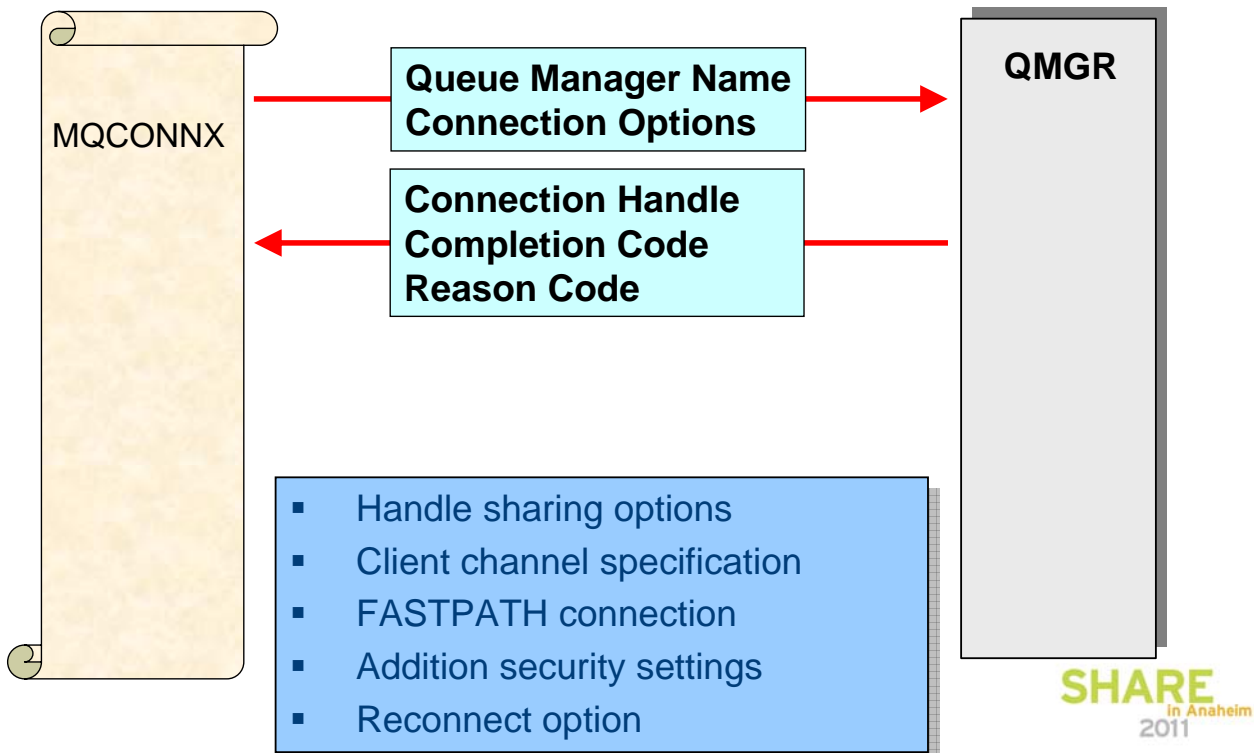 MQCONNX
Queue Manager Name
Connection Options
Connection Handle
Completion Code
Reason Code
QMGR
▪ Handle sharing options
▪ Client channel specification
▪ FASTPATH connection
▪ Addition security settings
▪ Reconnect option
SHARE
in Anaheim
2011